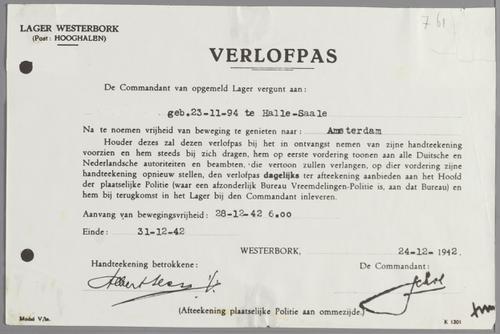 7 61
LAGER WESTERBORK
(Post: HOOGHALEN)
VERLOFPAS
De Commandant van opgemeld Lager vergunt aan:
geb.23-11-94 te Halle-Saale
Na te noemen vrijheid van beweging te genieten naar: Amsterdam
Houder dezes zal dezen verlofpas bij het in ontvangst nemen van zijne handteekening
voorzien en hem steeds bij zich dragen, hem op eerste vordering toonen aan alle Duitsche en
Nederlandsche autoriteiten en beambten, die vertoon zullen verlangen, op dier vordering zijne
handteekening opnieuw stellen, den verlofpas dagelijks ter afteekening aanbieden aan het Hoofd
der plaatselijke Politie (waar een afzonderlijk Bureau Vreemdelingen-Politie is, aan dat Bureau) en
hem bij terugkomst in het Lager bij den Commandant inleveren.
Aanvang van bewegingsvrijheid: 28-12-42 6.00
Einde: 31-12-42
WESTERBORK, 24-12- 1942.
Handteekening betrokkene: De Commandant:
(Afteekening plaatselijke Politie aan ommezijde.)
Model V/In. K 1301